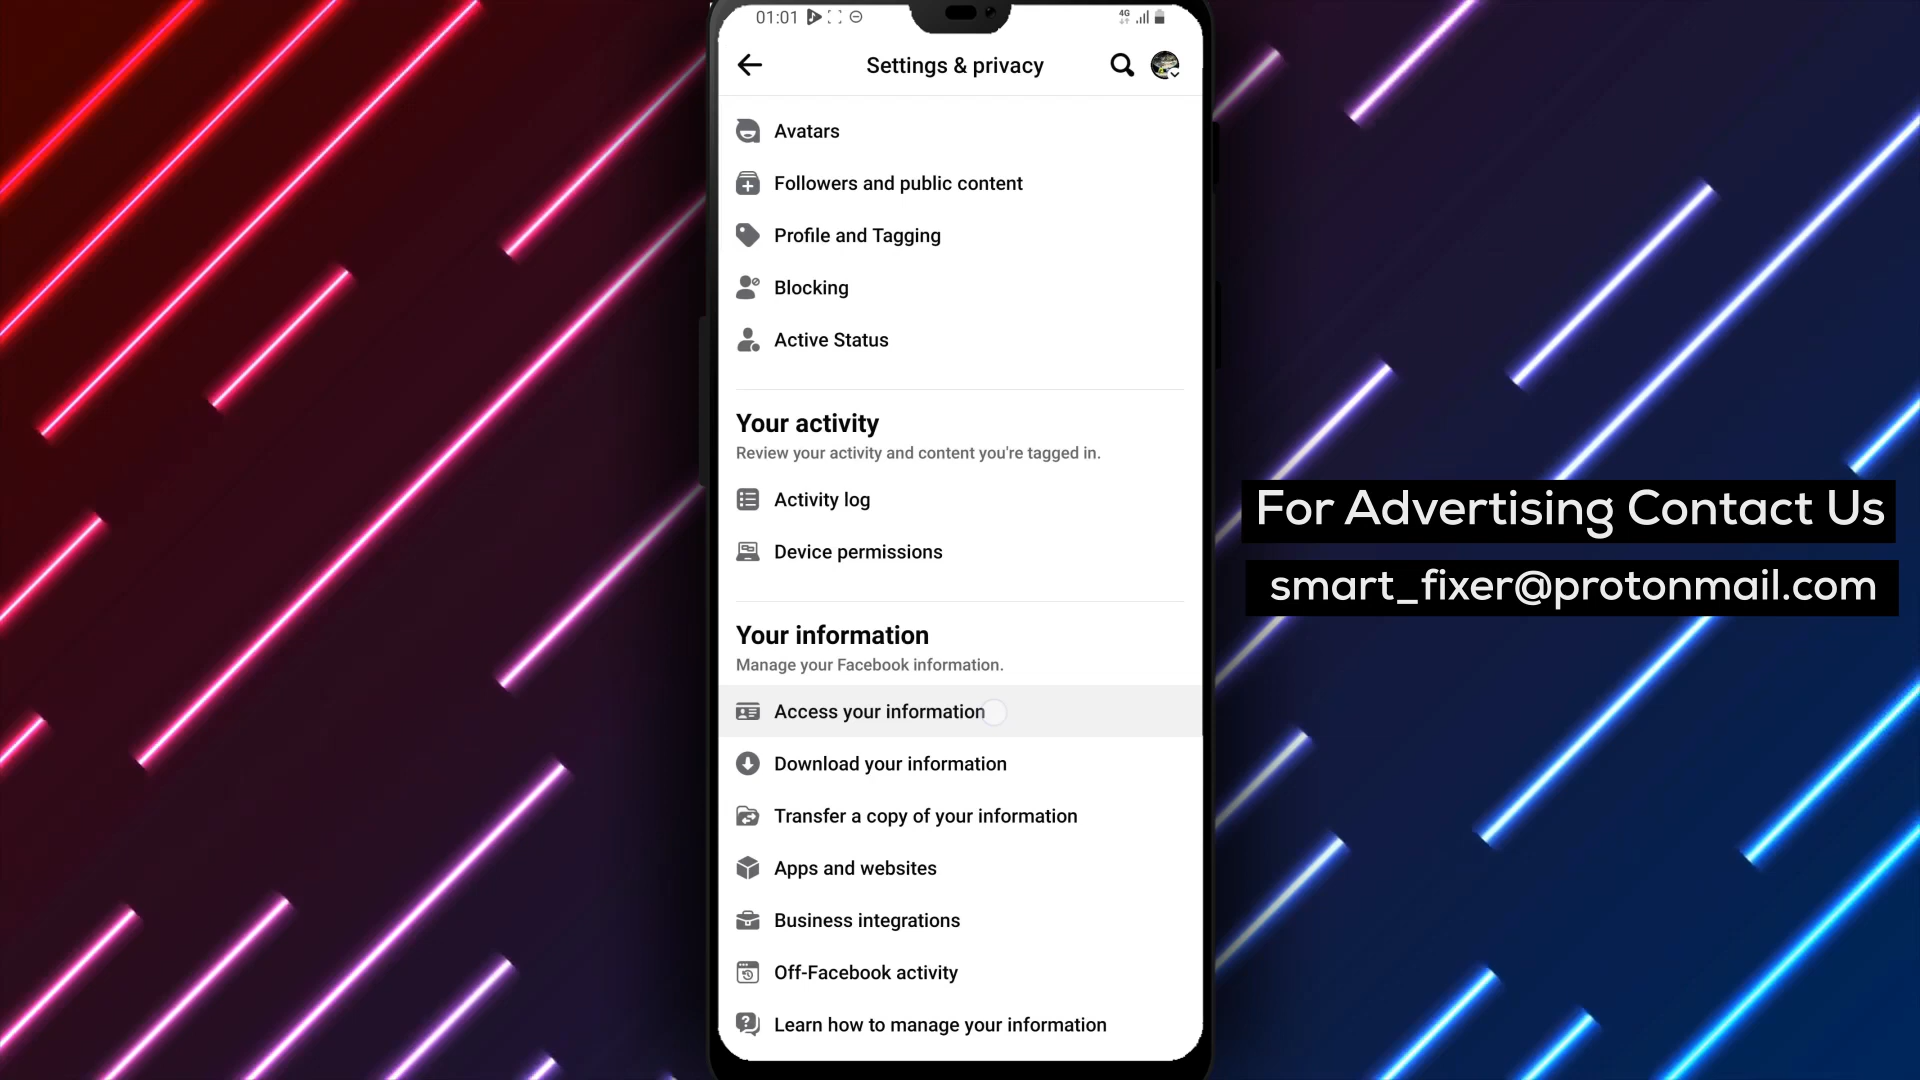 01:01
4G
Settings & privacy
Avatars
Followers and public content
Profile and Tagging
Blocking
Active Status
Your activity
Review your activity and content you're tagged in.
Activity log
Device permissions
Your information
Manage your Facebook information.
Access your information
Download your information
Transfer a copy of your information
Apps and websites
Business integrations
Off-Facebook activity
Learn how to manage your information
For Advertising Contact Us
smart_fixer@protonmail.com